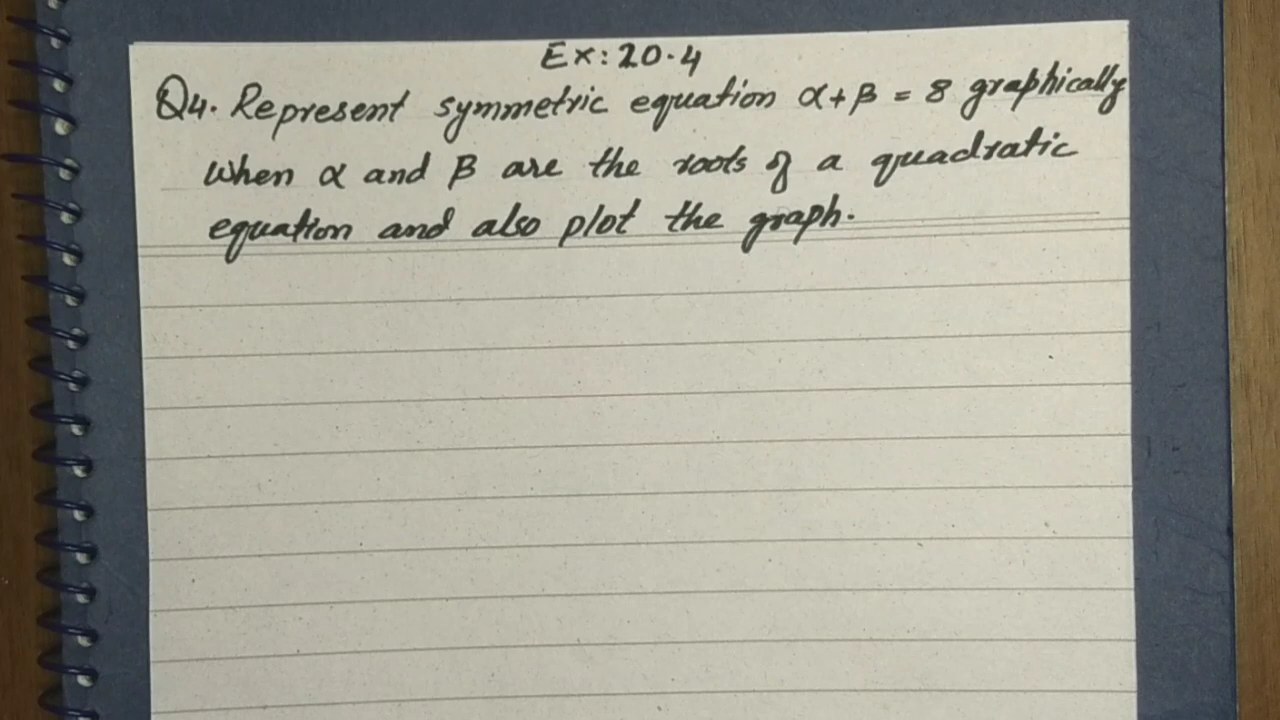 Ex: 20.4
Q4. Represent symmetric equation α+β = 8 graphically
when α and β are the roots of a quadratic
equation and also plot the graph.